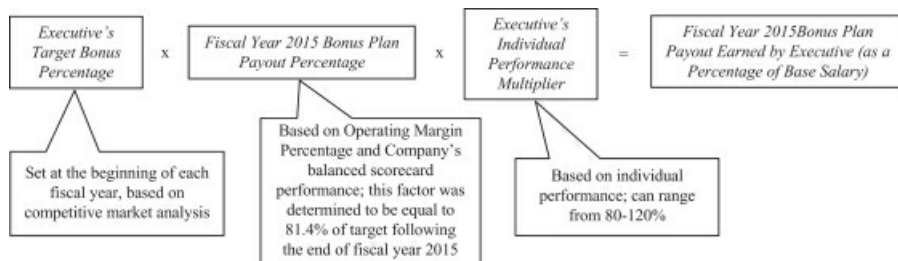 Executive's
Target Bonus
Percentage
x
Fiscal Year 2015 Bonus Plan
Payout Percentage
x
Executive's
Individual
Performance
Multiplier
=
Fiscal Year 2015Bonus Plan
Payout Earned by Executive (as a
Percentage of Base Salary)
Set at the beginning of each
fiscal year, based on
competitive market analysis
Based on Operating Margin
Percentage and Company's
balanced scorecard
performance; this factor was
determined to be equal to
81.4% of target following
the end of fiscal year 2015
Based on individual
performance; can range
from 80-120%